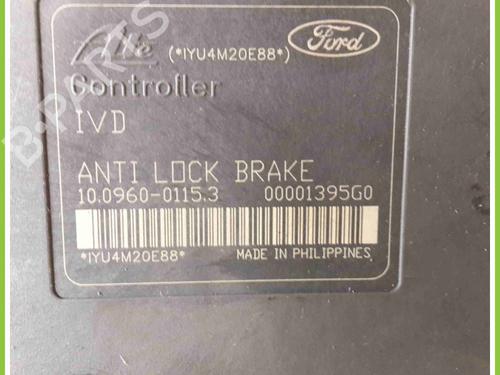 Ate (*IYU4M20E88*) Ford
Controller
IVD
ANTI LOCK BRAKE
10.0960-0115.3 00001395G0
*IYU4M20E88* MADE IN PHILIPPINES
B-PARTS